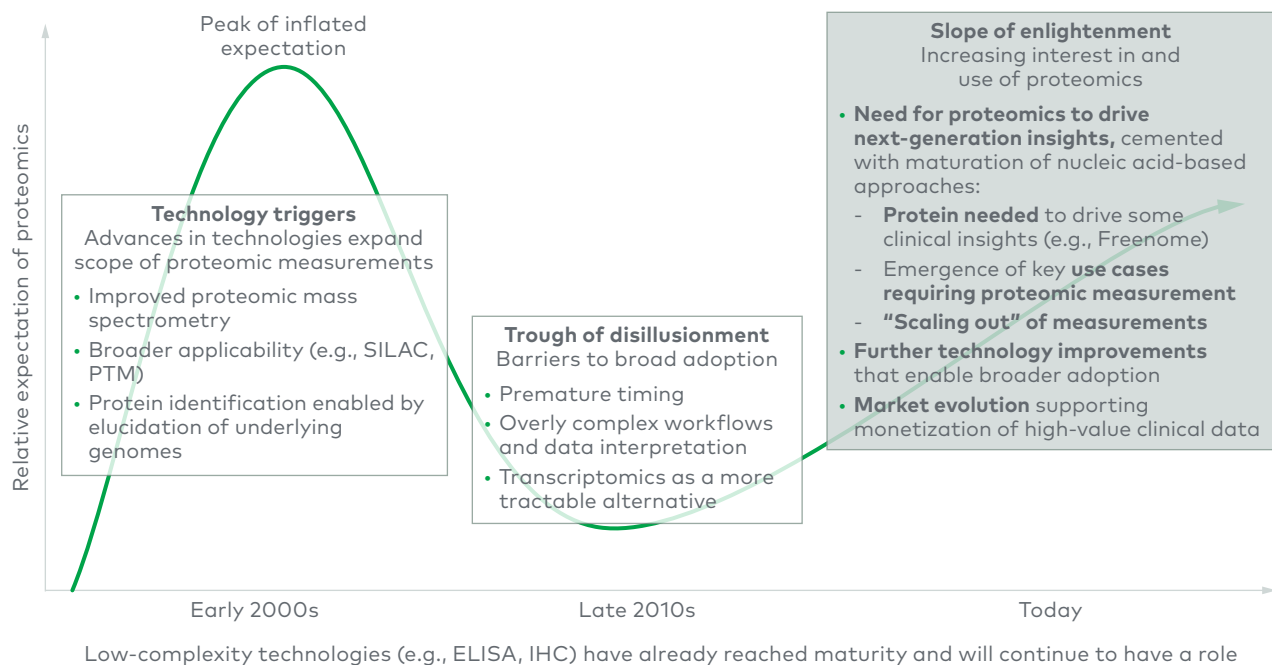 Peak of inflated
expectation
Relative expectation of proteomics
Technology triggers
Advances in technologies expand
scope of proteomic measurements
• Improved proteomic mass
spectrometry
• Broader applicability (e.g., SILAC,
PTM)
• Protein identification enabled by
elucidation of underlying
genomes
Trough of disillusionment
Barriers to broad adoption
• Premature timing
• Overly complex workflows
and data interpretation
• Transcriptomics as a more
tractable alternative
Slope of enlightenment
Increasing interest in and
use of proteomics
• Need for proteomics to drive
next-generation insights, cemented
with maturation of nucleic acid-based
approaches:
- Protein needed to drive some
clinical insights (e.g., Freenome)
- Emergence of key use cases
requiring proteomic measurement
- “Scaling out” of measurements
• Further technology improvements
that enable broader adoption
• Market evolution supporting
monetization of high-value clinical data
Early 2000s
Late 2010s
Today
Low-complexity technologies (e.g., ELISA, IHC) have already reached maturity and will continue to have a role